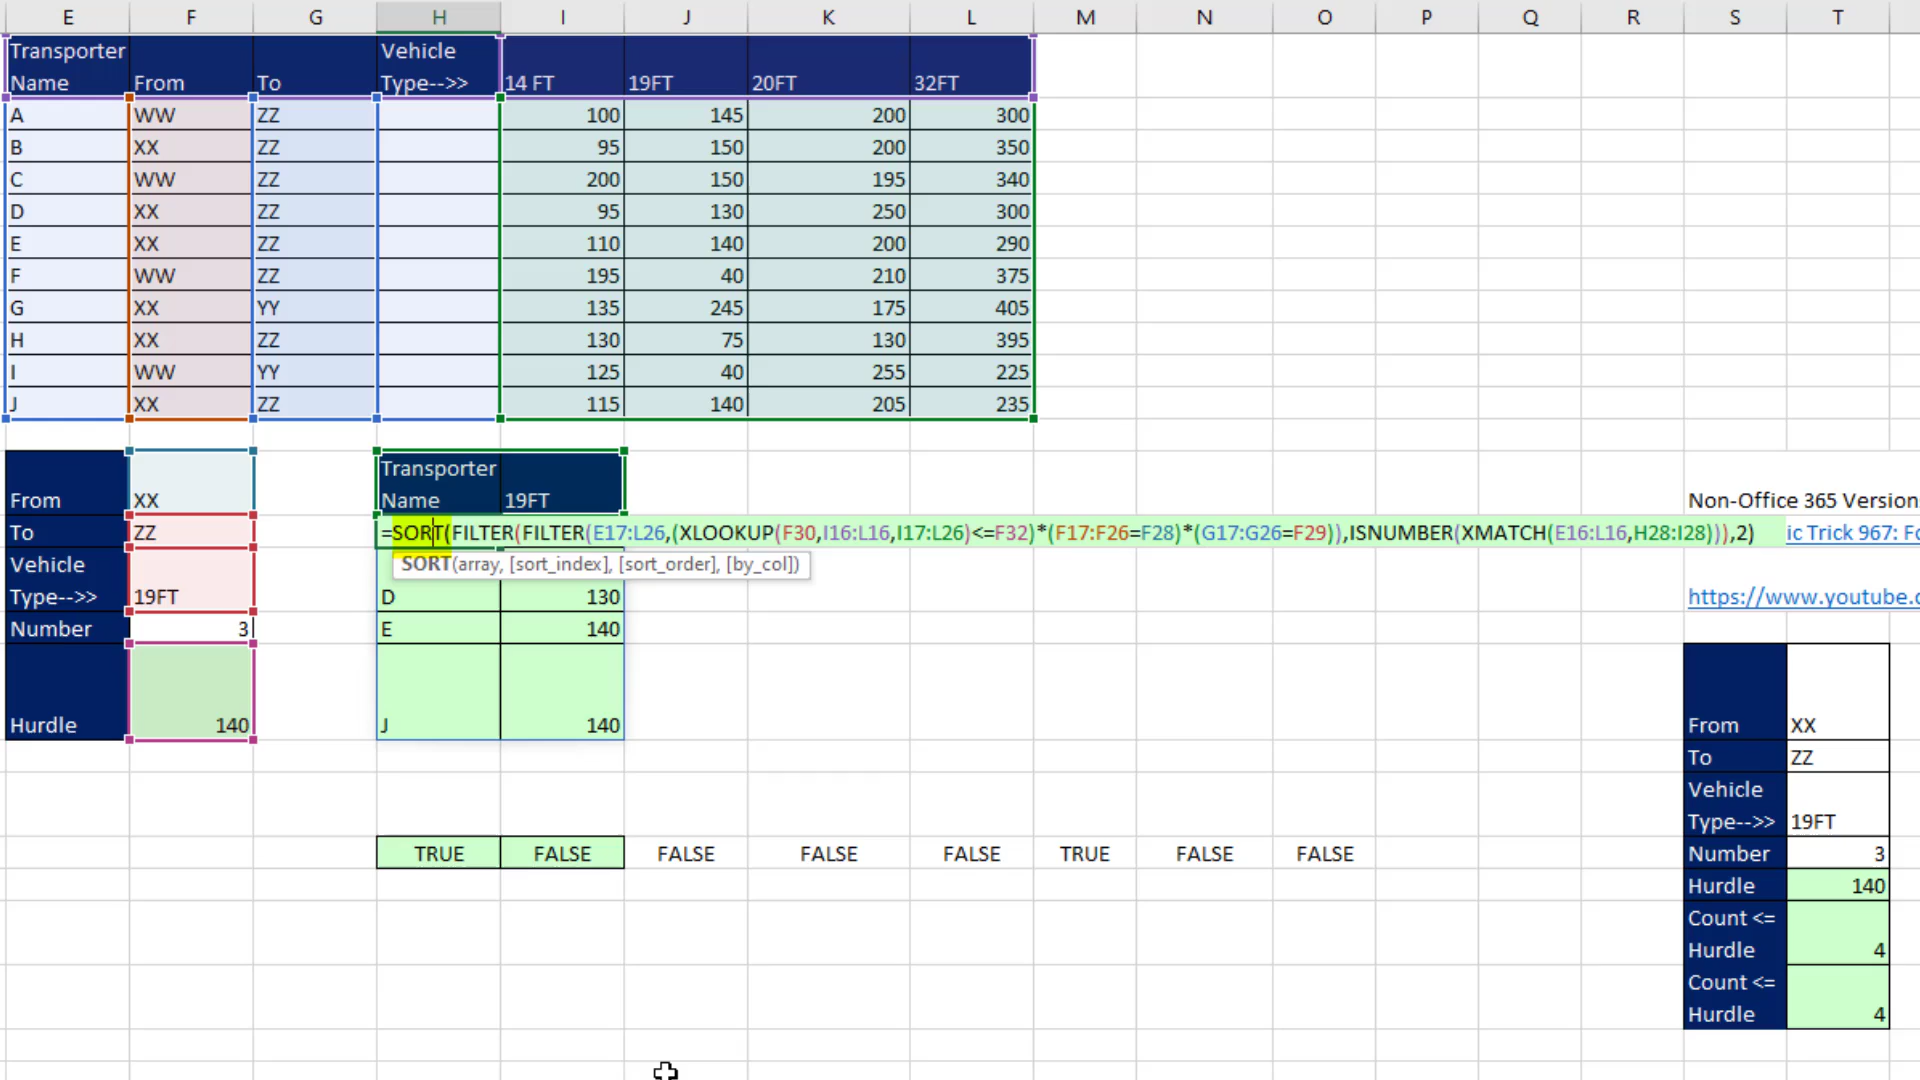 E F G H I J K L M N O P Q R S T
Transporter Name From To Vehicle Type-->> 14 FT 19FT 20FT 32FT
A WW ZZ 100 145 200 300
B XX ZZ 95 150 200 350
C WW ZZ 200 150 195 340
D XX ZZ 95 130 250 300
E XX ZZ 110 140 200 290
F WW ZZ 195 40 210 375
G XX YY 135 245 175 405
H XX ZZ 130 75 130 395
I WW YY 125 40 255 225
J XX ZZ 115 140 205 235
From XX Transporter Name 19FT Non-Office 365 Version
To ZZ =SORT(FILTER(FILTER(E17:L26,(XLOOKUP(F30,I16:L16,I17:L26)<=F32)*(F17:F26=F28)*(G17:G26=F29)),ISNUMBER(XMATCH(E16:L16,H28:I28))),2) ic Trick 967: Fo
SORT(array, [sort_index], [sort_order], [by_col])
Vehicle Type-->> 19FT D 130 https://www.youtube.c
Number 3 E 140
Hurdle 140 J 140 From XX
To ZZ
Vehicle Type-->> 19FT
TRUE FALSE FALSE FALSE FALSE TRUE FALSE FALSE Number 3
Hurdle 140
Count <= Hurdle 4
Count <= Hurdle 4